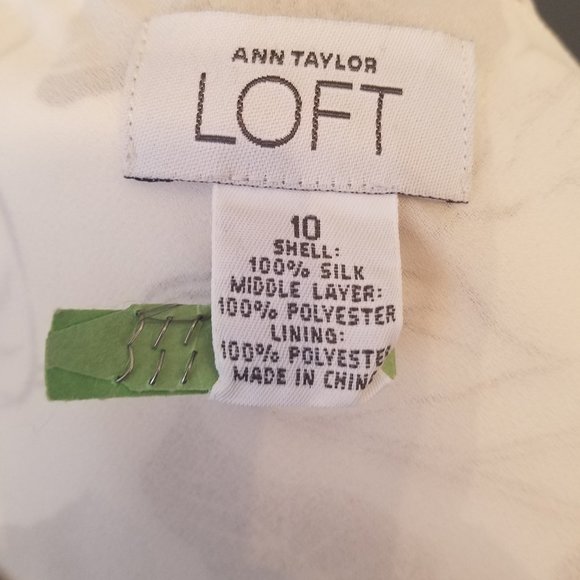 ANN TAYLOR
LOFT
10
SHELL:
100% SILK
MIDDLE LAYER:
100% POLYESTER
LINING:
100% POLYESTER
MADE IN CHINA